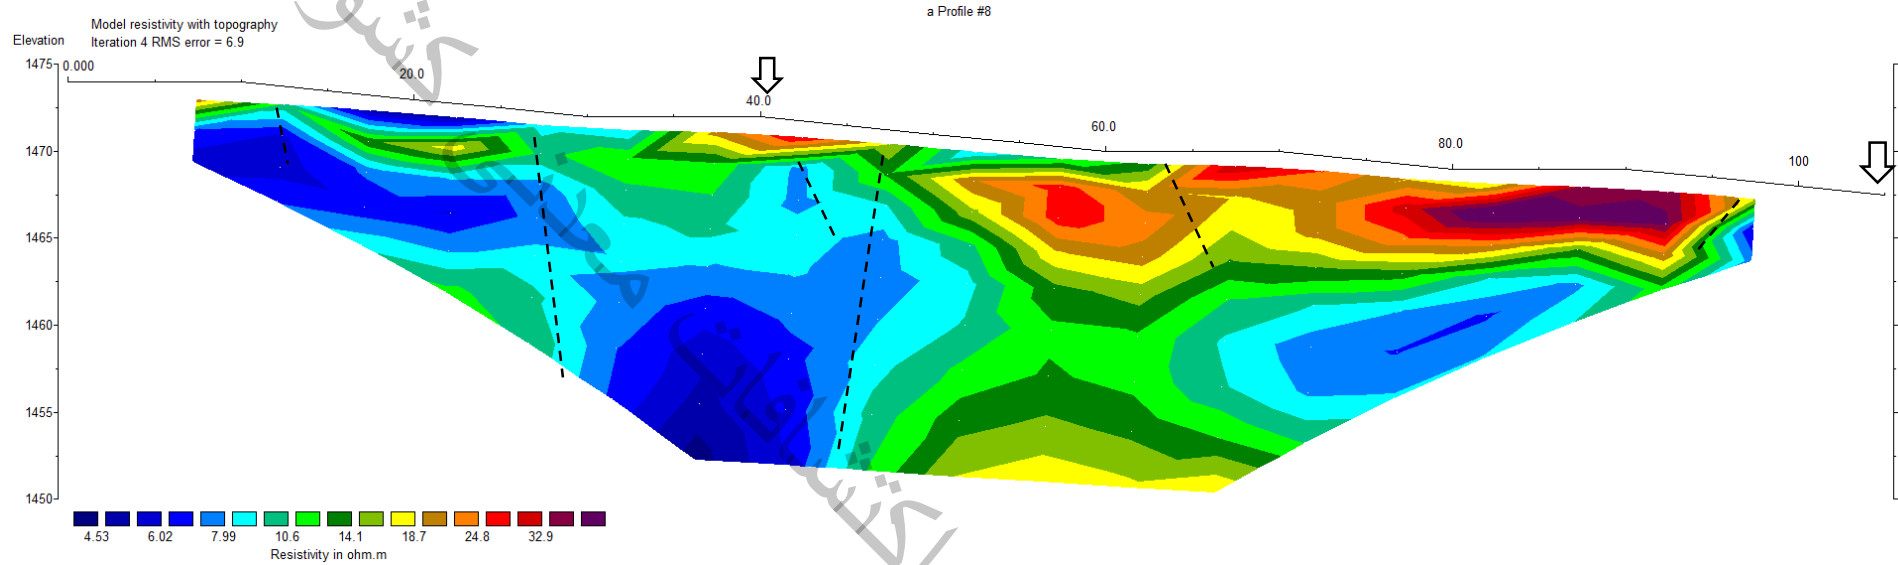 a Profile #8
Model resistivity with topography
Elevation Iteration 4 RMS error = 6.9
1475 0.000 20.0 40.0 60.0 80.0 100
1470
1465
1460
1455
1450
4.53 6.02 7.99 10.6 14.1 18.7 24.8 32.9
Resistivity in ohm.m